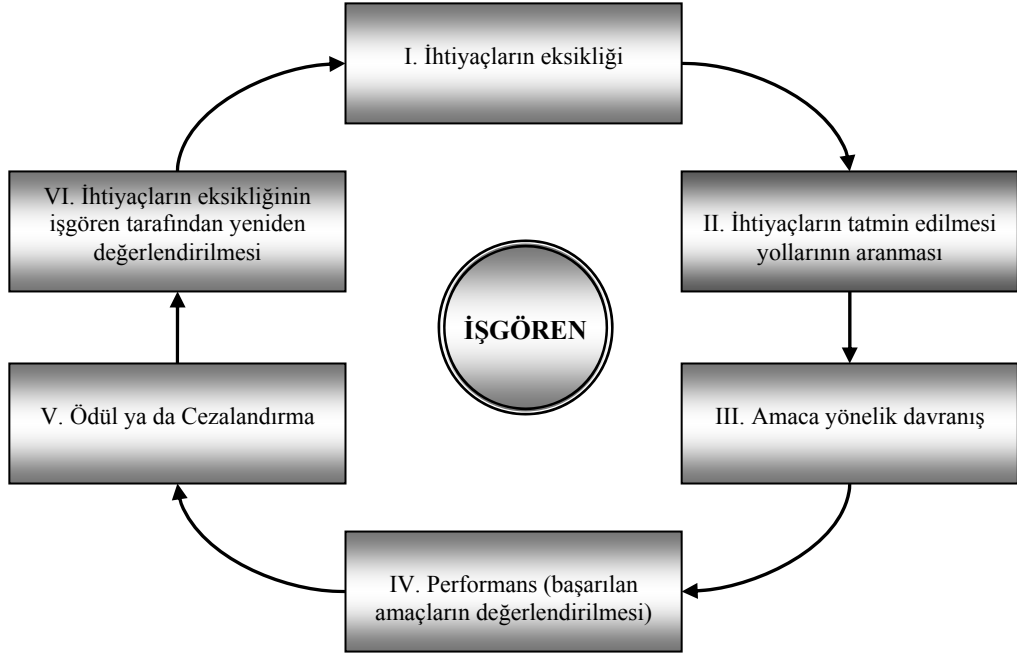 I. İhtiyaçların eksikliği
II. İhtiyaçların tatmin edilmesi
yollarının aranması
III. Amaca yönelik davranış
IV. Performans (başarılan
amaçların değerlendirilmesi)
V. Ödül ya da Cezalandırma
VI. İhtiyaçların eksikliğinin
işgören tarafından yeniden
değerlendirilmesi
İŞGÖREN